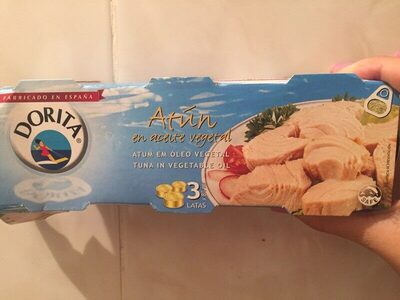 FABRICADO EN ESPAÑA
DORITA
Atún
en aceite vegetal
ATUM EM ÓLEO VEGETAL
TUNA IN VEGETABLE OIL
3
LATAS